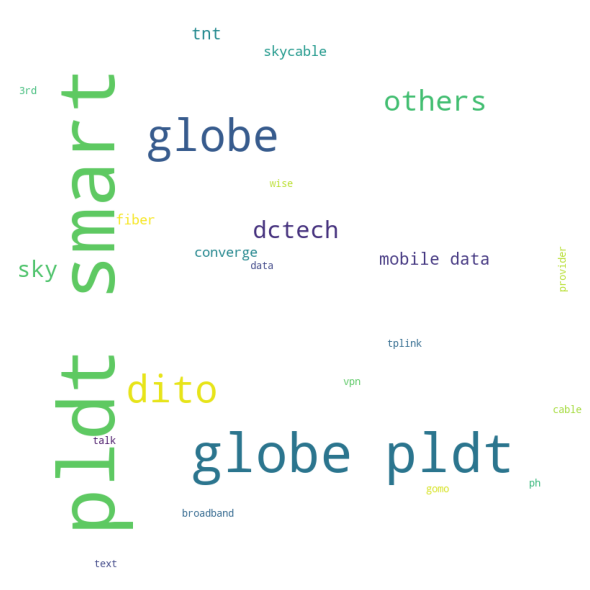 tnt
skycable
3rd
others
globe
wise
fiber
dctech
converge
data
mobile data
sky
provider
pldt smart
tplink
vpn
dito
cable
talk
globe pldt
ph
gomo
broadband
text